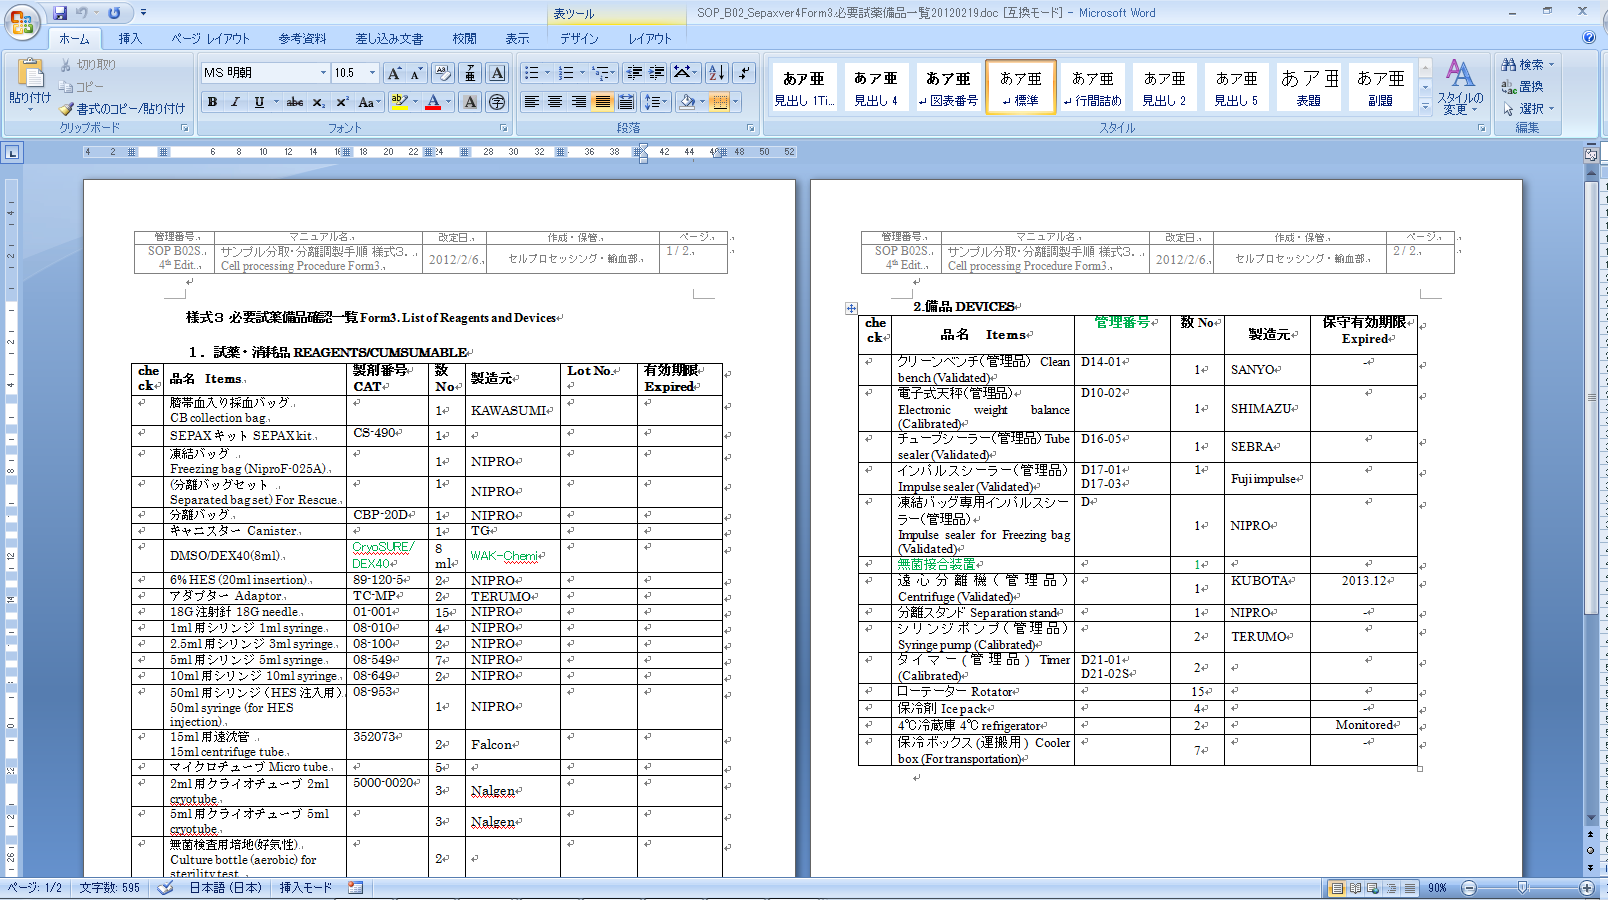 SOP_B02_Sepaxver4Form3.必要試薬備品一覧20120219.doc [互換モード] - Microsoft Word
表ツール
ホーム 挿入 ページ レイアウト 参考資料 差し込み文書 校閲 表示 デザイン レイアウト
貼り付け
切り取り
コピー
書式のコピー/貼り付け
クリップボード
MS 明朝 10.5
フォント
段落
あア亜 見出し 1Ti...
あア亜 見出し 4
あア亜 図表番号
あア亜 標準
あア亜 行間詰め
あア亜 見出し 2
あア亜 見出し 5
あア亜 表題
あア亜 副題
スタイル
スタイルの変更
検索
置換
選択
編集
管理番号 マニュアル名 改定日 作成・保管 ページ
SOP B02S 4th Edit. サンプル分取・分離調製手順 様式3. 2012/2/6 セルプロセッシング・輸血部 1 / 2
Cell processing Procedure Form3
様式3 必要試薬備品確認一覧 Form3. List of Reagents and Devices
1. 試薬・消耗品 REAGENTS/CUMSUMABLE
check 品名 Items 製剤番号 CAT 数 No 製造元 Lot No. 有効期限 Expired
臍帯血入り採血バッグ
CB collection bag 1 KAWASUMI
SEPAX キット SEPAX kit CS-490 1
凍結バッグ
Freezing bag (NiproF-025A) 1 NIPRO
(分離バッグセット
Separated bag set) For Rescue 1 NIPRO
分離バッグ CBP-20D 1 NIPRO
キャニスター Canister 1 TG
DMSO/DEX40(8ml) CryoSURE/DEX40 8 ml WAK-Chemi
6% HES (20ml insertion) 89-120-5 2 NIPRO
アダプター Adaptor TC-MP 2 TERUMO
18G 注射針 18G needle 01-001 15 NIPRO
1ml 用シリンジ 1ml syringe 08-010 4 NIPRO
2.5ml 用シリンジ 3ml syringe 08-100 2 NIPRO
5ml 用シリンジ 5ml syringe 08-549 7 NIPRO
10ml 用シリンジ 10ml syringe 08-649 2 NIPRO
50ml 用シリンジ (HES 注入用)
50ml syringe (for HES injection) 08-953 1 NIPRO
15ml 用遠沈管
15ml centrifuge tube 352073 2 Falcon
マイクロチューブ Micro tube 5
2ml 用クライオチューブ 2ml cryotube 5000-0020 3 Nalgen
5ml 用クライオチューブ 5ml cryotube 3 Nalgen
無菌検査用培地(好気性)
Culture bottle (aerobic) for sterility test 2
管理番号 マニュアル名 改定日 作成・保管 ページ
SOP B02S 4th Edit. サンプル分取・分離調製手順 様式3. 2012/2/6 セルプロセッシング・輸血部 2 / 2
Cell processing Procedure Form3
2.備品 DEVICES
check 品名 Items 管理番号 数 No 製造元 保守有効期限 Expired
クリーンベンチ(管理品) Clean bench (Validated) D14-01 1 SANYO -
電子式天秤(管理品)
Electronic weight balance (Calibrated) D10-02 1 SHIMAZU
チューブシーラー(管理品) Tube sealer (Validated) D16-05 1 SEBRA
インパルスシーラー(管理品)
Impulse sealer (Validated) D17-01 D17-03 1 Fuji impulse
凍結バッグ専用インパルスシーラー(管理品)
Impulse sealer for Freezing bag (Validated) D 1 NIPRO
無菌接合装置 1
遠心分離機(管理品)
Centrifuge (Validated) 1 KUBOTA 2013.12
分離スタンド Separation stand 1 NIPRO -
シリンジポンプ(管理品)
Syringe pump (Calibrated) 2 TERUMO
タイマー(管理品) Timer (Calibrated) D21-01 D21-02S 2
ローテーター Rotator 15
保冷剤 Ice pack 4 -
4℃冷蔵庫 4℃ refrigerator 2 Monitored
保冷ボックス (運搬用) Cooler box (For transportation) 7 -
ページ: 1/2 文字数: 595 日本語 (日本) 挿入モード 90%